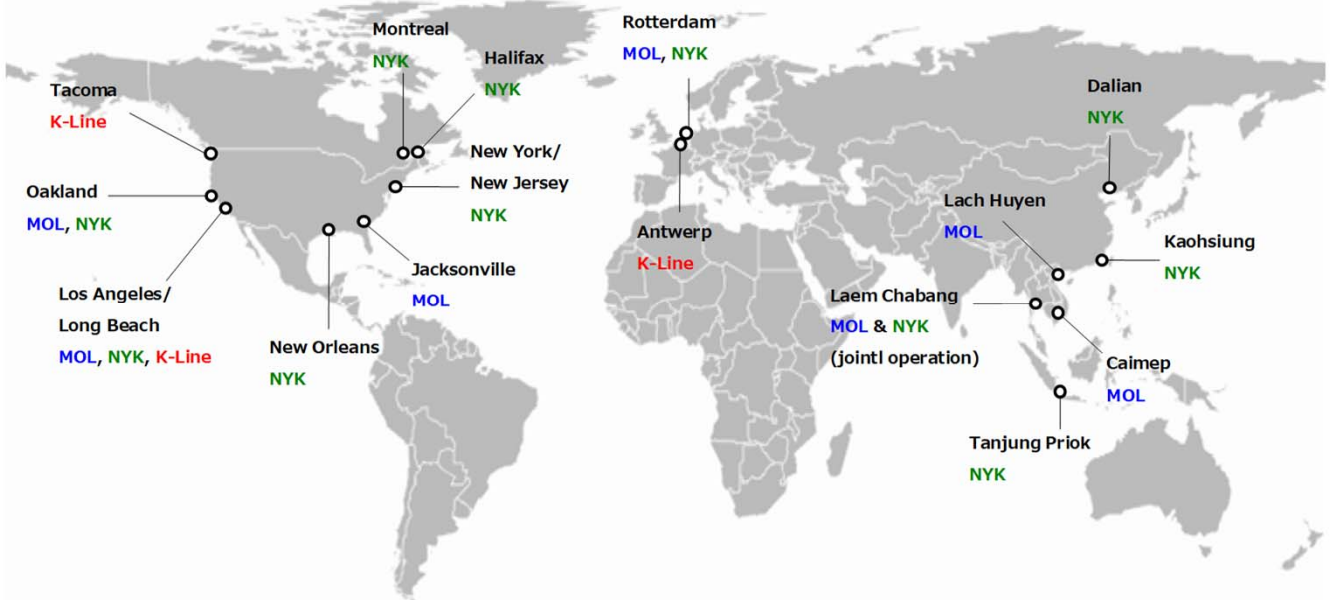 Montreal
NYK
Halifax
NYK
Tacoma
K-Line
Oakland
MOL, NYK
Los Angeles/
Long Beach
MOL, NYK, K-Line
New York/
New Jersey
NYK
Jacksonville
MOL
New Orleans
NYK
Rotterdam
MOL, NYK
Antwerp
K-Line
Dalian
NYK
Lach Huyen
MOL
Kaohsiung
NYK
Laem Chabang
MOL & NYK
(jointl operation)
Caimep
MOL
Tanjung Priok
NYK